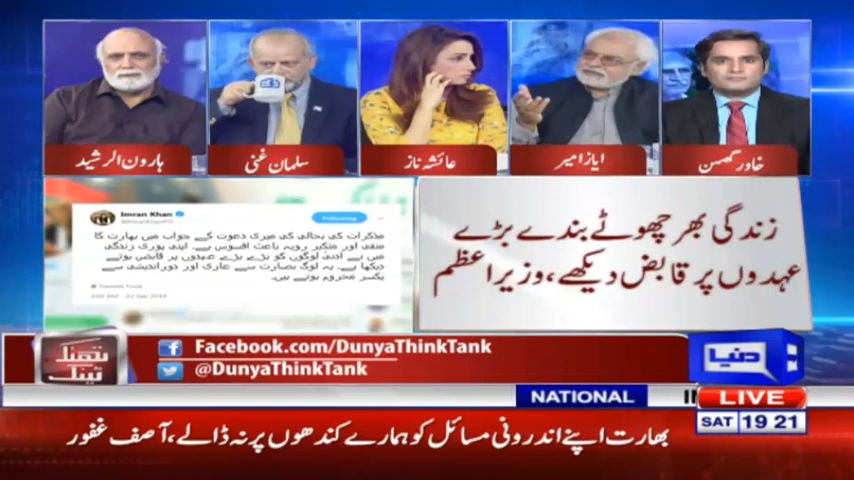 ہارون الرشید
سلمان غنی
عائشہ ناز
ایاز امیر
خاور گھمن
Imran Khan
Following
مذکرات کی بحالی کی میری دعوت کے جواب میں بھارت کا
منفی اور متکبر رویہ باعث افسوس ہے۔ اپنی پوری زندگی
میں نے ادنیٰ لوگوں کو بڑے بڑے عہدوں پر قابض ہوتے
دیکھا ہے۔ یہ لوگ بصارت سے عاری اور دوراندیشی سے
یکسر محروم ہوتے ہیں۔
زندگی بھر چھوٹے بندے بڑے
عہدوں پر قابض دیکھے، وزیراعظم
تھنک
ٹینک
Facebook.com/DunyaThinkTank
@DunyaThinkTank
دنیا
NATIONAL
LIVE
SAT 19 21
بھارت اپنے اندرونی مسائل کو ہمارے کندھوں پر نہ ڈالے، آصف غفور